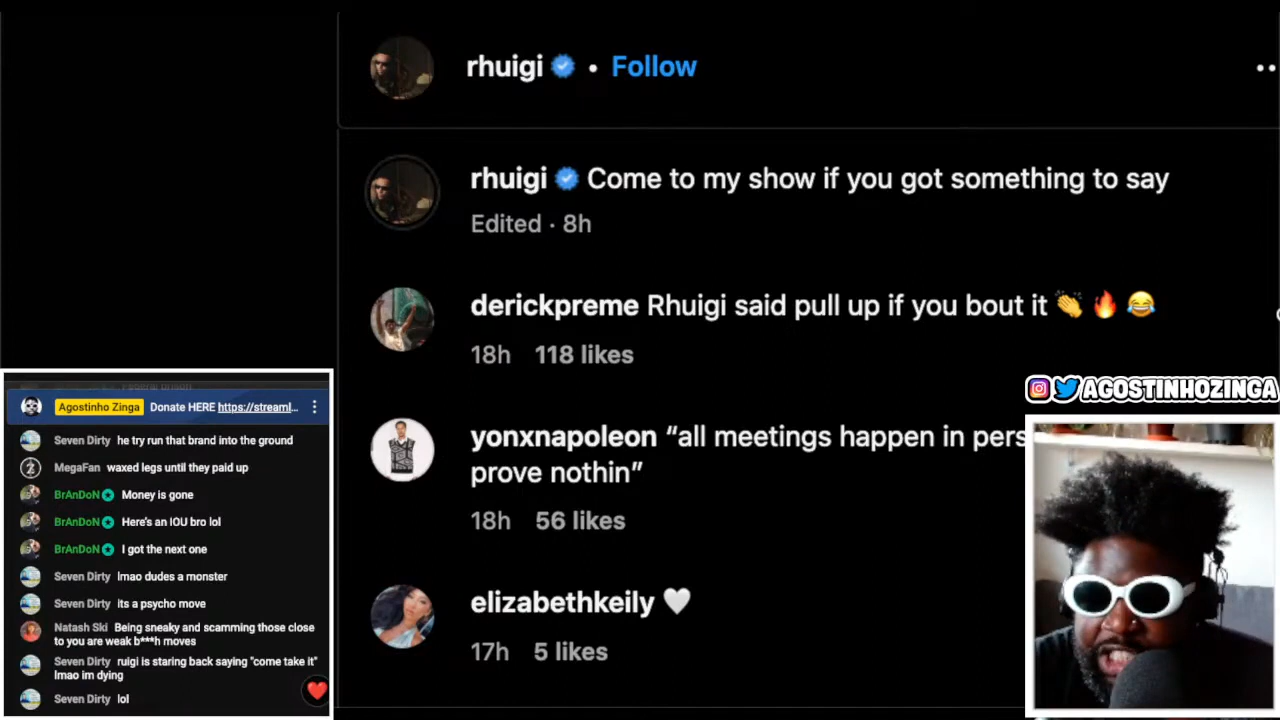 rhuigi • Follow
rhuigi Come to my show if you got something to say
Edited · 8h
derickpreme Rhuigi said pull up if you bout it 👏 🔥 😂
18h 118 likes
yonxnapoleon “all meetings happen in pers
prove nothin”
18h 56 likes
elizabethkeily 🤍
17h 5 likes
Federal prison
Agostinho Zinga Donate HERE https://streaml...
Seven Dirty he try run that brand into the ground
MegaFan waxed legs until they paid up
BrAnDoN Money is gone
BrAnDoN Here's an IOU bro lol
BrAnDoN I got the next one
Seven Dirty lmao dudes a monster
Seven Dirty its a psycho move
Natash Ski Being sneaky and scamming those close
to you are weak b***h moves
Seven Dirty ruigi is staring back saying "come take it"
lmao im dying
Seven Dirty lol
AGOSTINHOZINGA